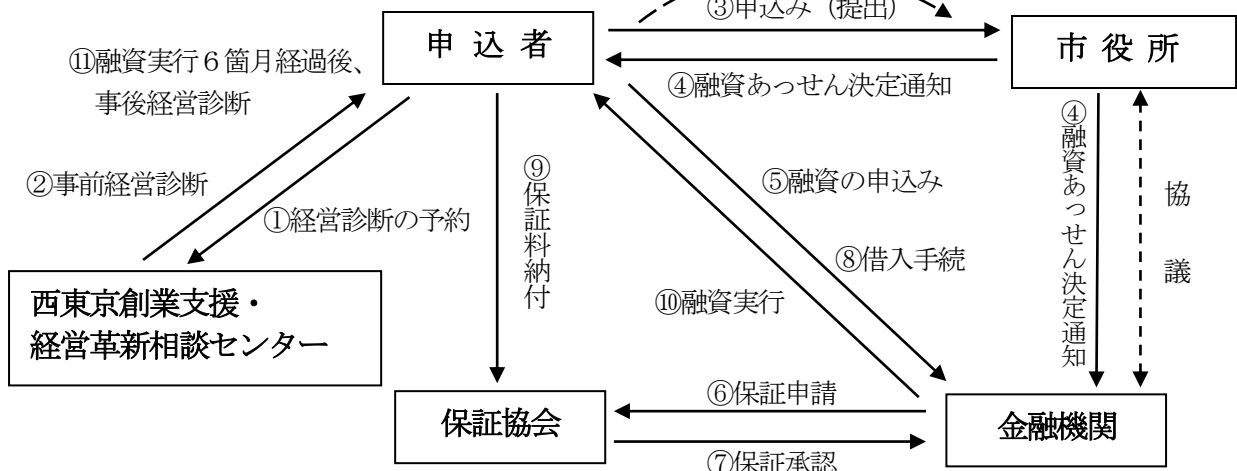 ③申込み（提出）
申 込 者
市 役 所
⑪融資実行６箇月経過後、
事後経営診断
④融資あっせん決定通知
④融資あっせん決定通知
協議
②事前経営診断
①経営診断の予約
⑨保証料納付
⑤融資の申込み
⑧借入手続
⑩融資実行
西東京創業支援・
経営革新相談センター
⑥保証申請
保証協会
金融機関
⑦保証承認